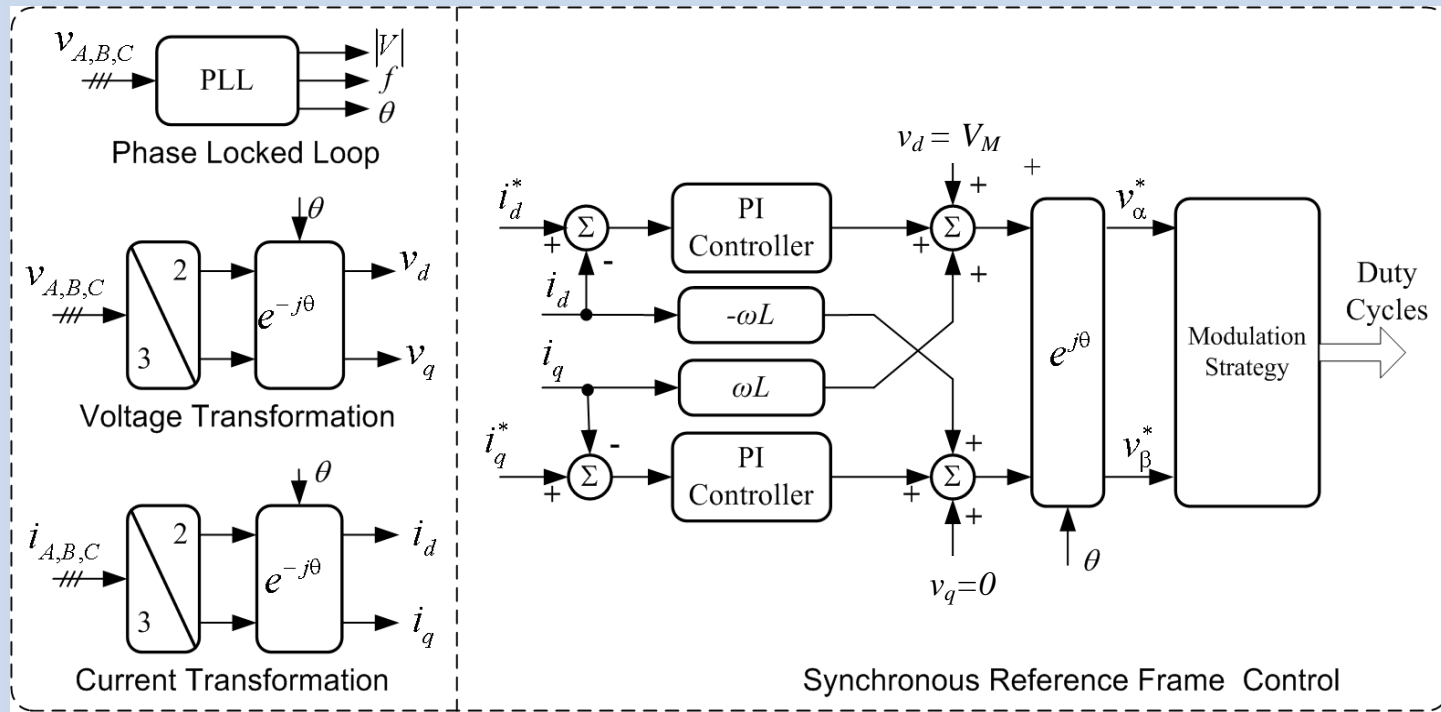 v_{A,B,C}
PLL
|V|
f
θ
Phase Locked Loop
θ
v_{A,B,C}
2
3
e^{-jθ}
v_d
v_q
Voltage Transformation
θ
i_{A,B,C}
2
3
e^{-jθ}
i_d
i_q
Current Transformation
v_d = V_M
+
+
i_d^*
+
Σ
-
PI
Controller
+
Σ
+
i_d
-ωL
i_q
ωL
i_q^*
+
Σ
-
PI
Controller
+
+
Σ
+
v_q=0
e^{jθ}
θ
v_α^*
v_β^*
Modulation
Strategy
Duty
Cycles
Synchronous Reference Frame Control